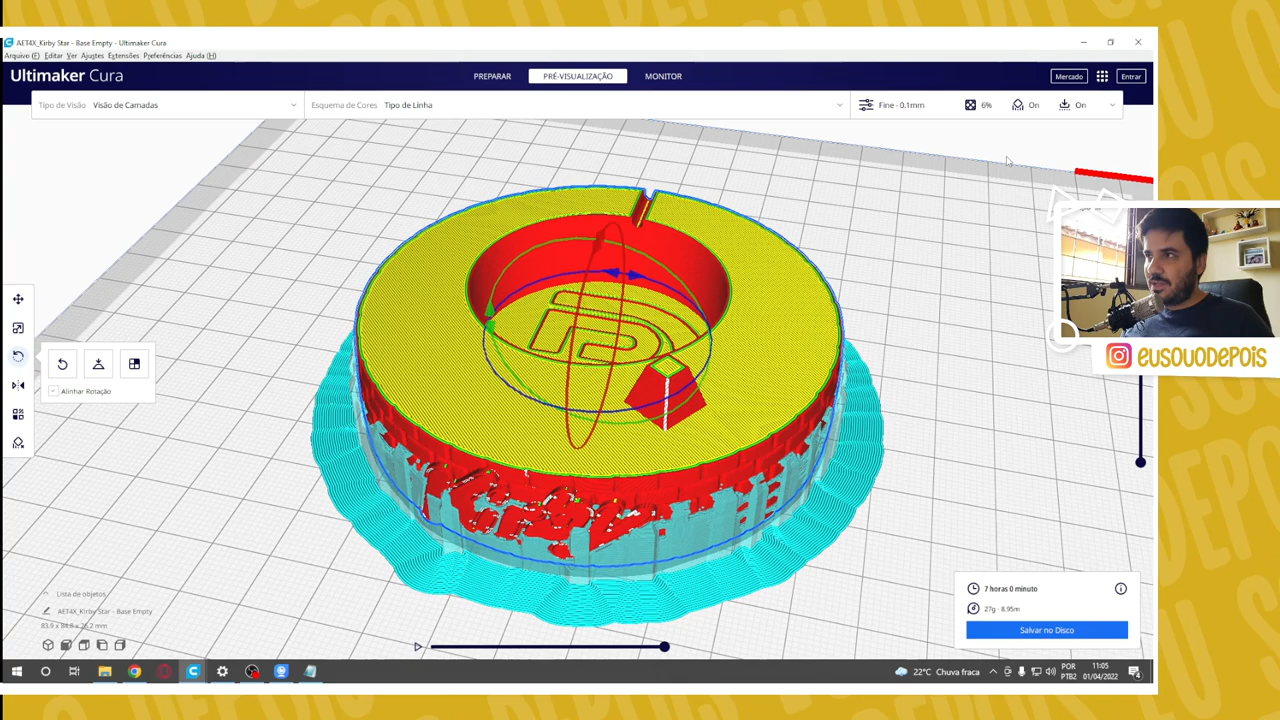 AET4X_Kirby Star - Base Empty - Ultimaker Cura
Arquivo (F) Editar Ver Ajustes Extensões Preferências Ajuda (H)
Ultimaker Cura
PREPARAR PRÉ-VISUALIZAÇÃO MONITOR
Mercado Entrar
Tipo de Visão Visão de Camadas Esquema de Cores Tipo de Linha Fine - 0.1mm 6% On On
Alinhar Rotação
EUSOUODEPOIS
7 horas 0 minuto
27g · 8.95m
Salvar no Disco
Lista de objetos
AET4X_Kirby Star - Base Empty
22°C Chuva fraca
POR
PTB2
11:05
01/04/2022
4